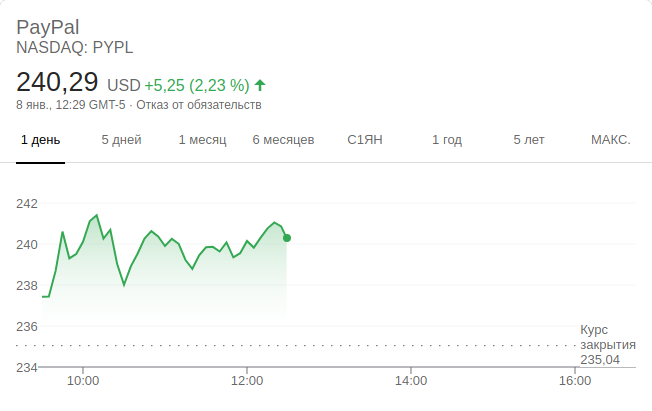 PayPal
NASDAQ: PYPL
240,29 USD +5,25 (2,23 %)
8 янв., 12:29 GMT-5 · Отказ от обязательств
1 день 5 дней 1 месяц 6 месяцев С1ЯН 1 год 5 лет МАКС.
242
240
238
236
Курс
закрытия
235,04
234
10:00 12:00 14:00 16:00